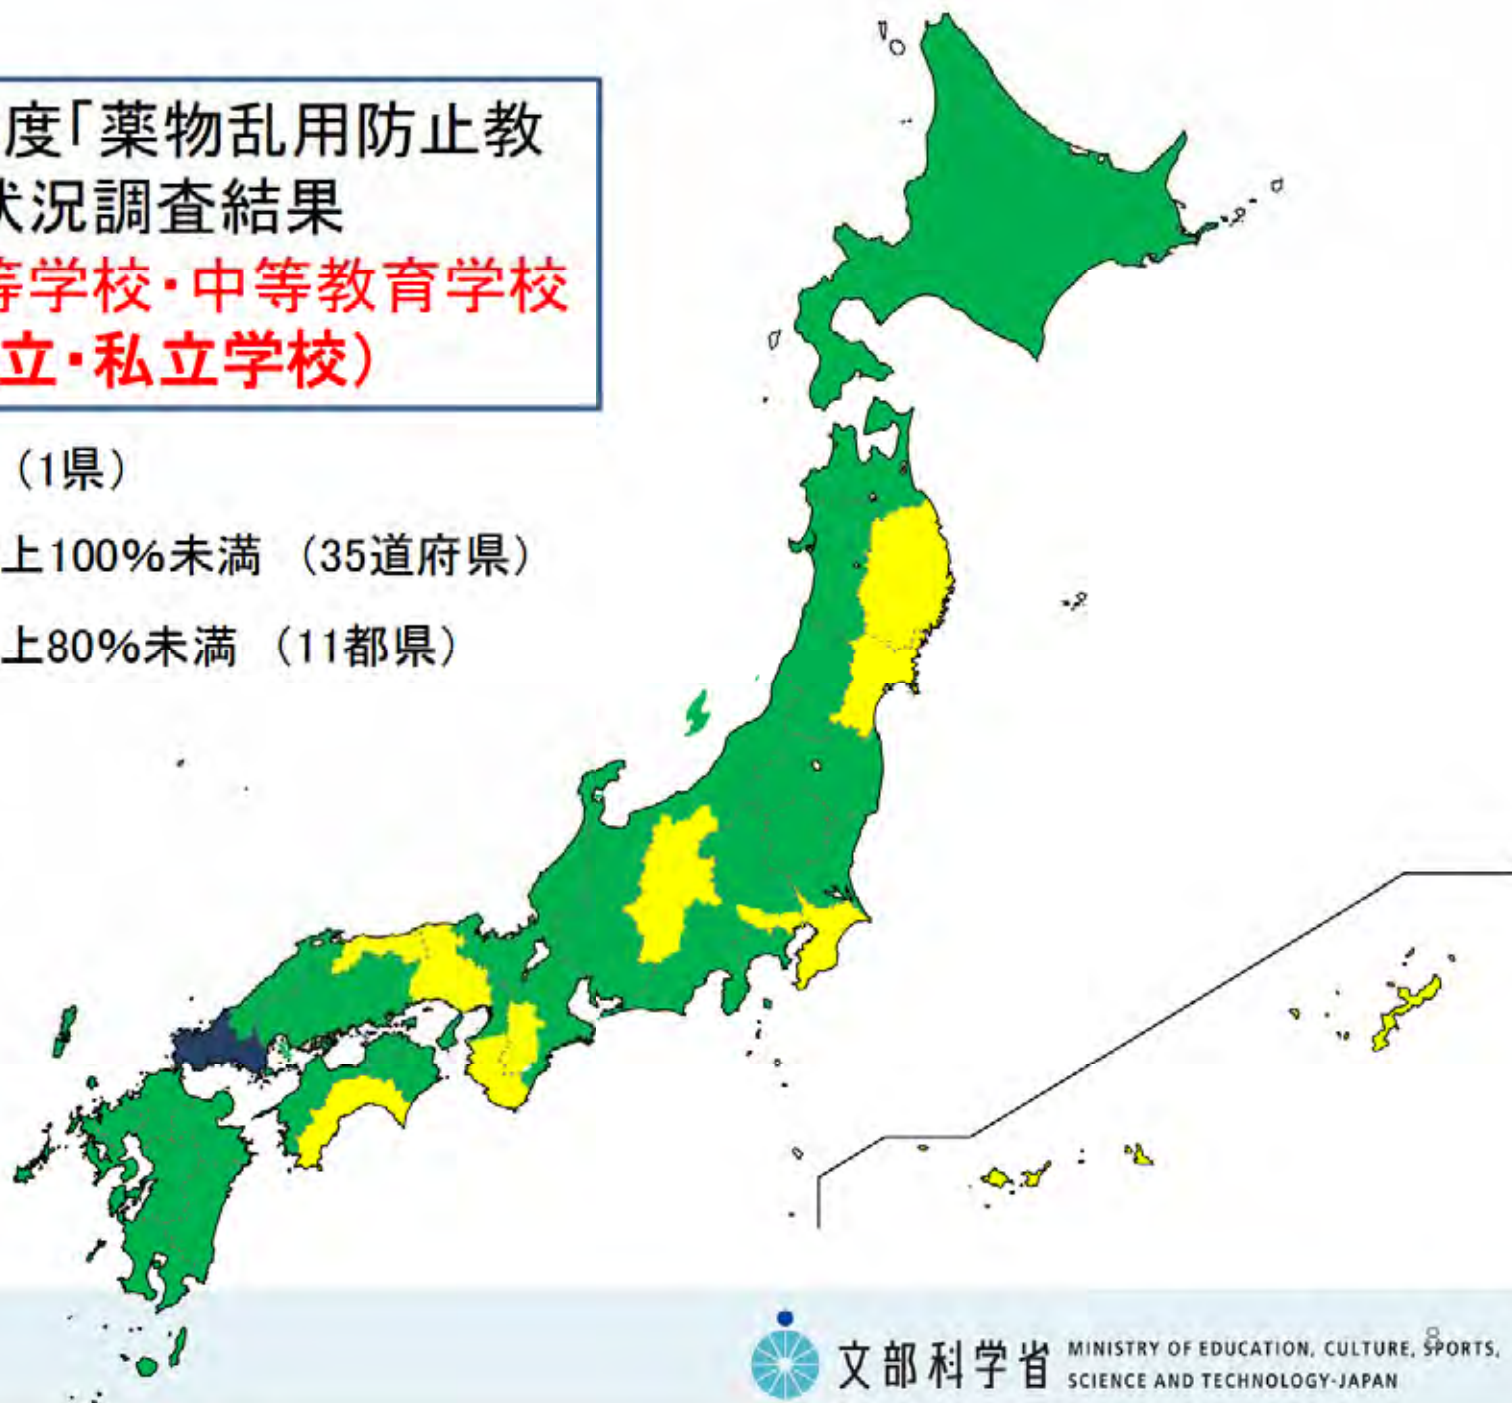 度「薬物乱用防止教
状況調査結果
等学校・中等教育学校
立・私立学校）
（1県）
上100%未満 （35道府県）
上80%未満 （11都県）
文部科学省
MINISTRY OF EDUCATION, CULTURE, SPORTS,
SCIENCE AND TECHNOLOGY-JAPAN
8